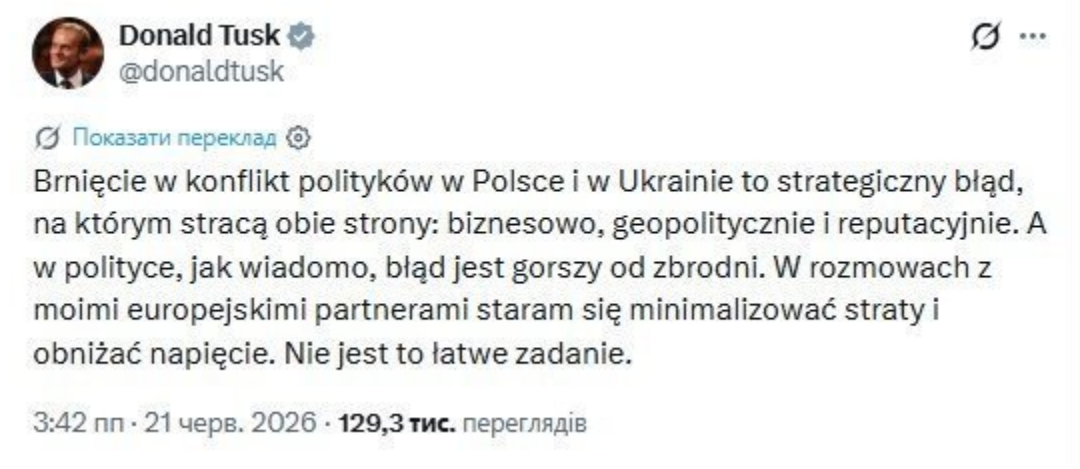 Donald Tusk
@donaldtusk
Показати переклад
Brnięcie w konflikt polityków w Polsce i w Ukrainie to strategiczny błąd,
na którym stracą obie strony: biznesowo, geopolitycznie i reputacyjnie. A
w polityce, jak wiadomo, błąd jest gorszy od zbrodni. W rozmowach z
moimi europejskimi partnerami staram się minimalizować straty i
obniżać napięcie. Nie jest to łatwe zadanie.
3:42 пп · 21 черв. 2026 · 129,3 тис. переглядів